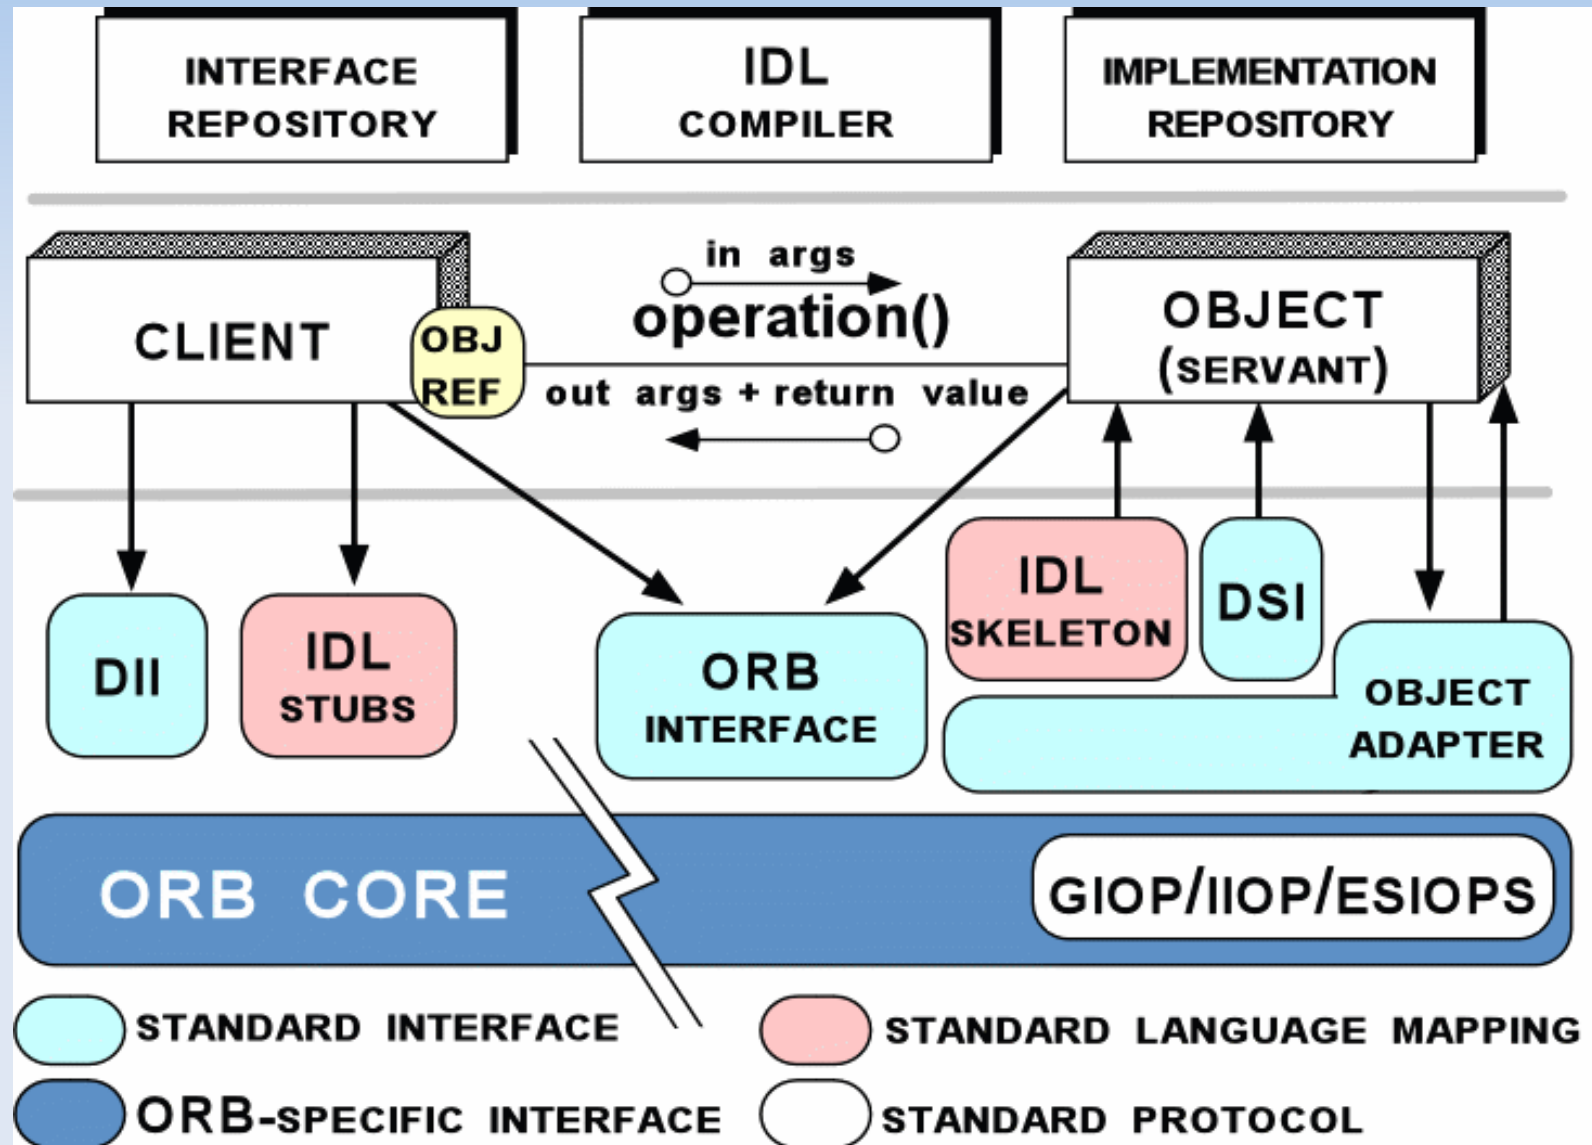 INTERFACE
REPOSITORY
IDL
COMPILER
IMPLEMENTATION
REPOSITORY
CLIENT
OBJ
REF
in args
operation()
out args + return value
OBJECT
(SERVANT)
DII
IDL
STUBS
ORB
INTERFACE
IDL
SKELETON
DSI
OBJECT
ADAPTER
ORB CORE
GIOP/IIOP/ESIOPS
STANDARD INTERFACE
STANDARD LANGUAGE MAPPING
ORB-SPECIFIC INTERFACE
STANDARD PROTOCOL